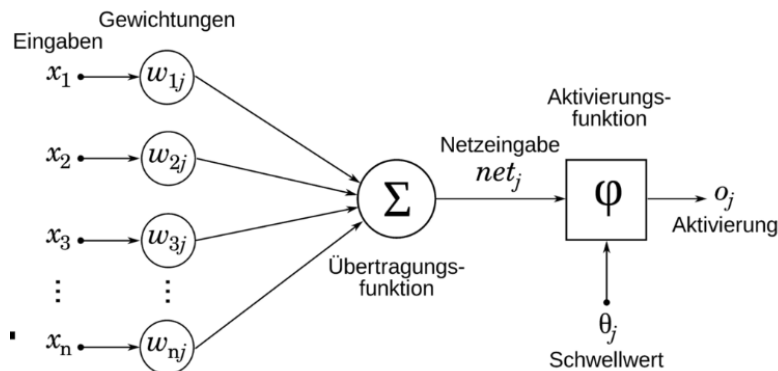 Gewichtungen
Eingaben
x₁ w₁ⱼ
x₂ w₂ⱼ
x₃ w₃ⱼ
⋮ ⋮
xₙ wₙⱼ
Σ
Übertragungs-
funktion
Netzeingabe
netⱼ
Aktivierungs-
funktion
φ
oⱼ
Aktivierung
θⱼ
Schwellwert